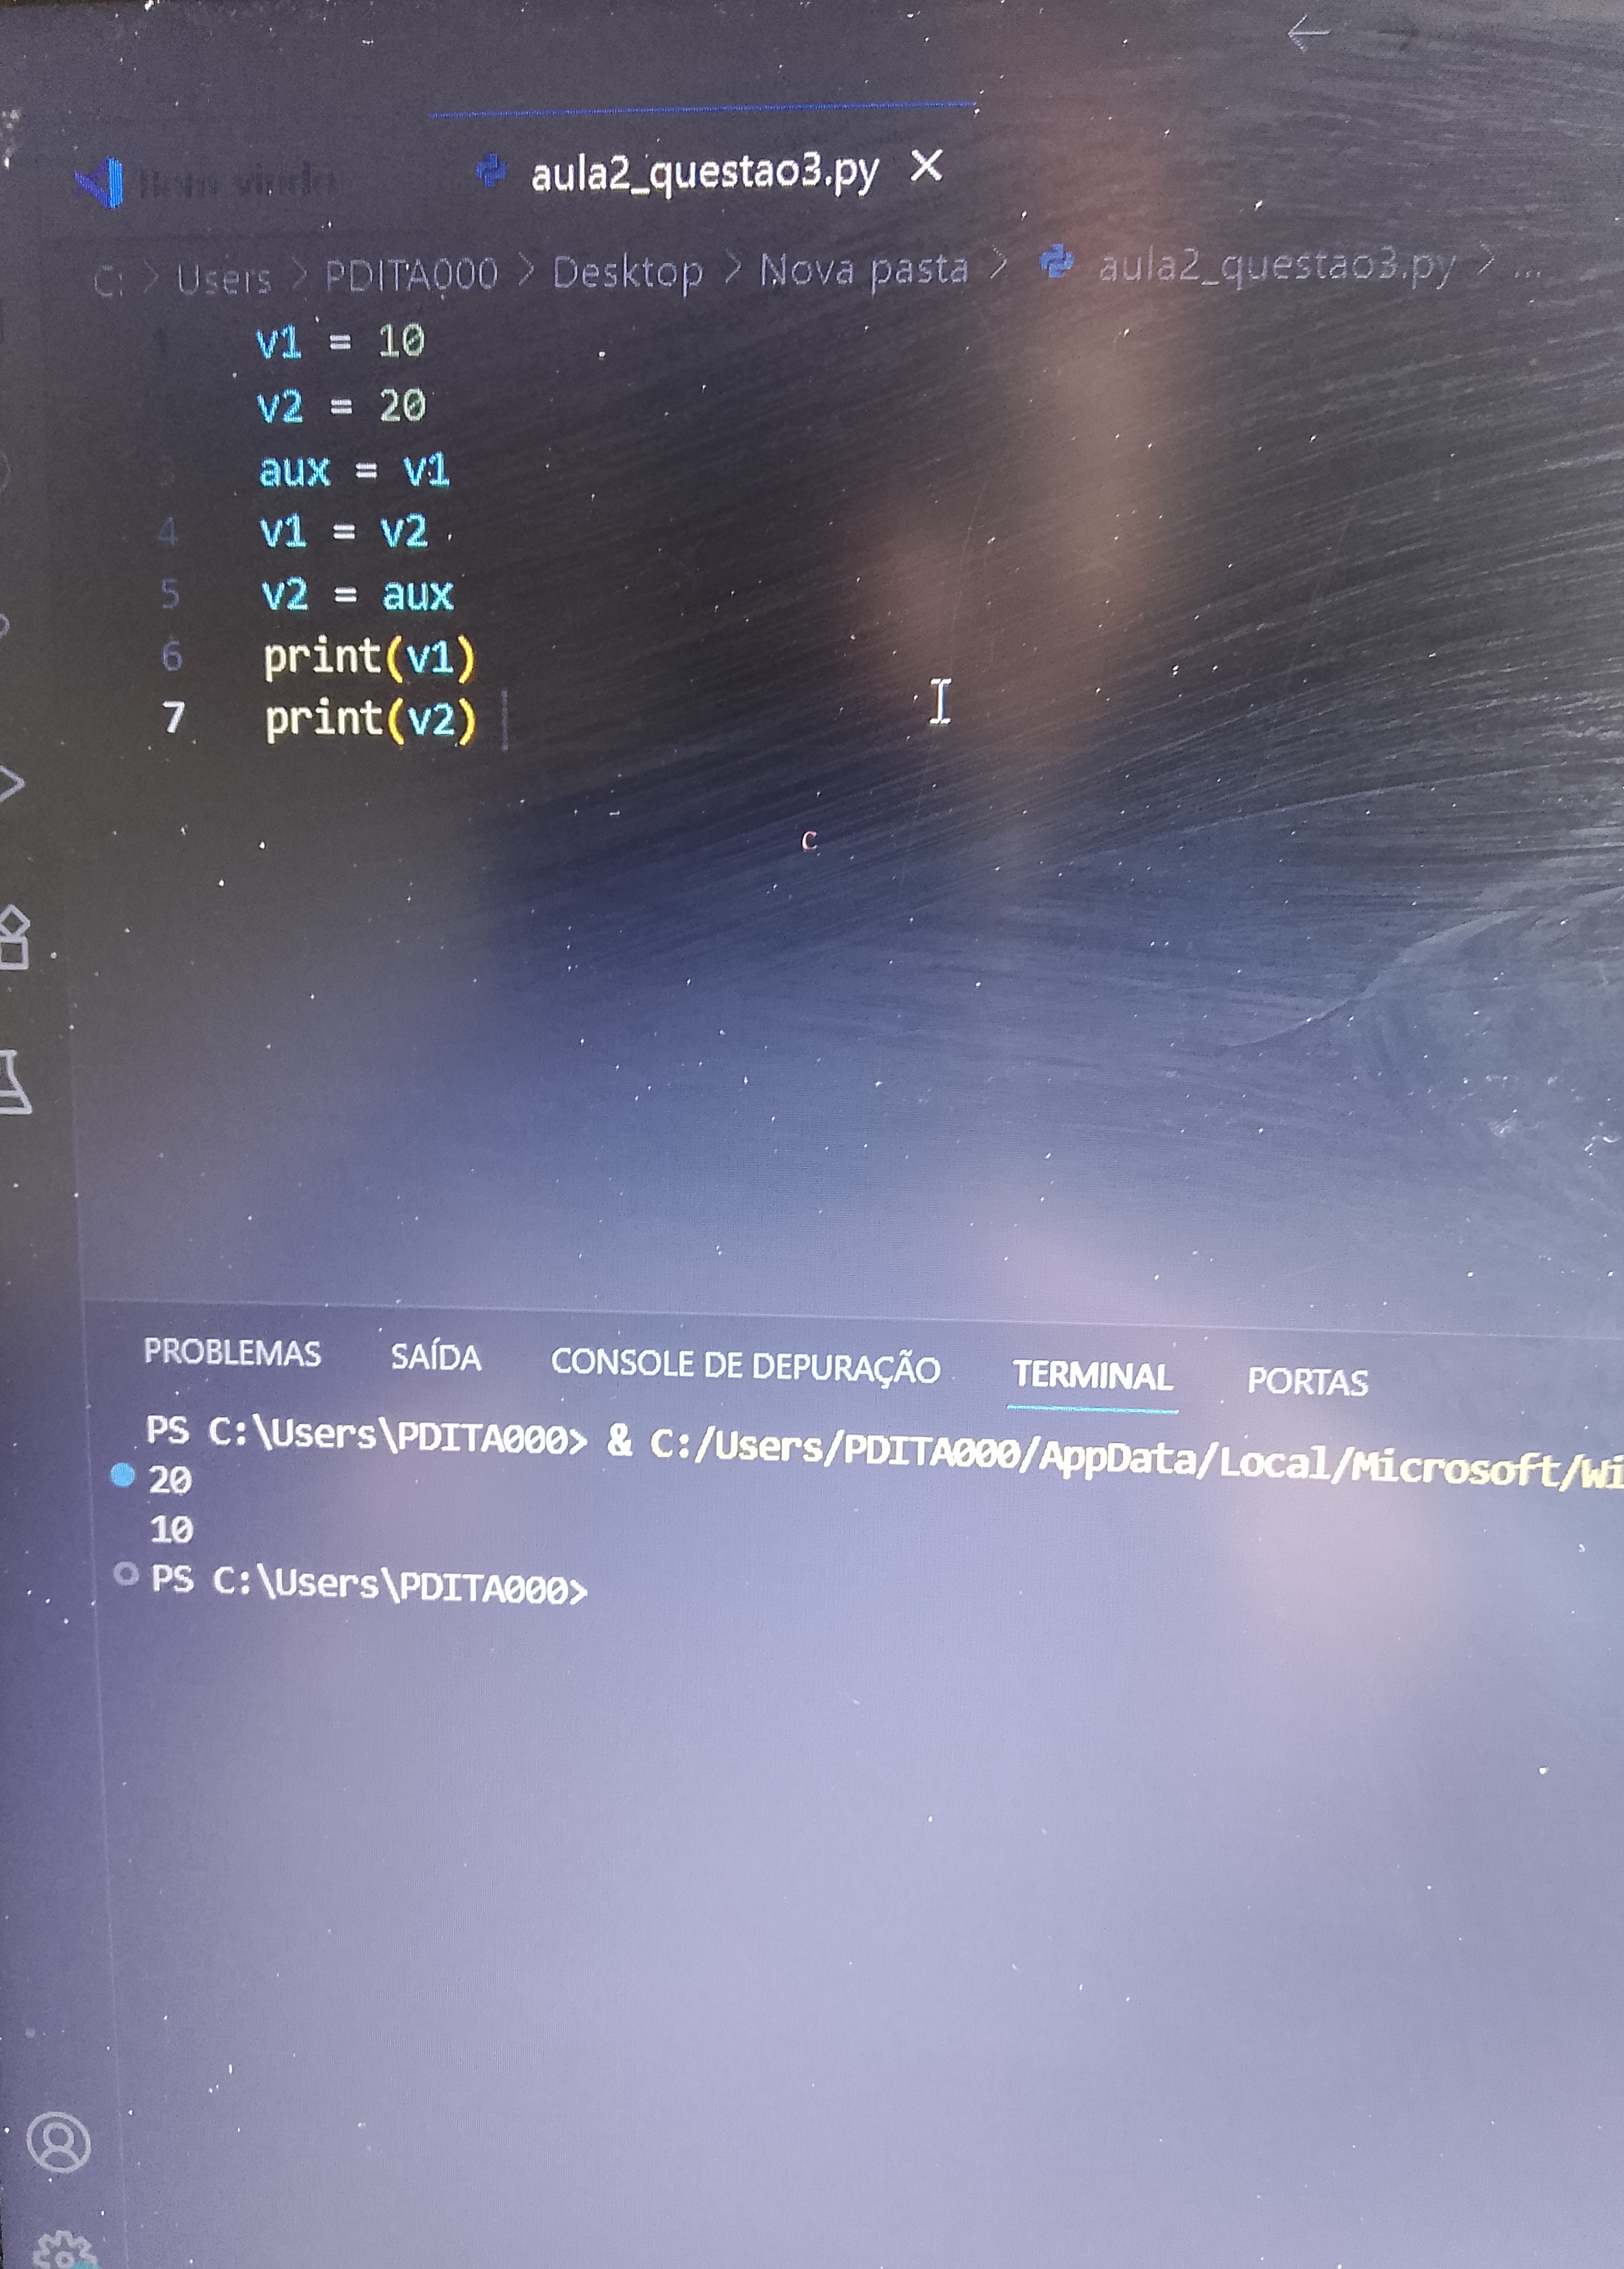 aula2_questao3.py
C: > Users > PDITA000 > Desktop > Nova pasta > aula2_questao3.py > ...
v1 = 10
v2 = 20
3 aux = v1
4 v1 = v2
5 v2 = aux
6 print(v1)
7 print(v2)
c
PROBLEMAS SAÍDA CONSOLE DE DEPURAÇÃO TERMINAL PORTAS
PS C:\Users\PDITA000> & C:/Users/PDITA000/AppData/Local/Microsoft/Wi
20
10
PS C:\Users\PDITA000>